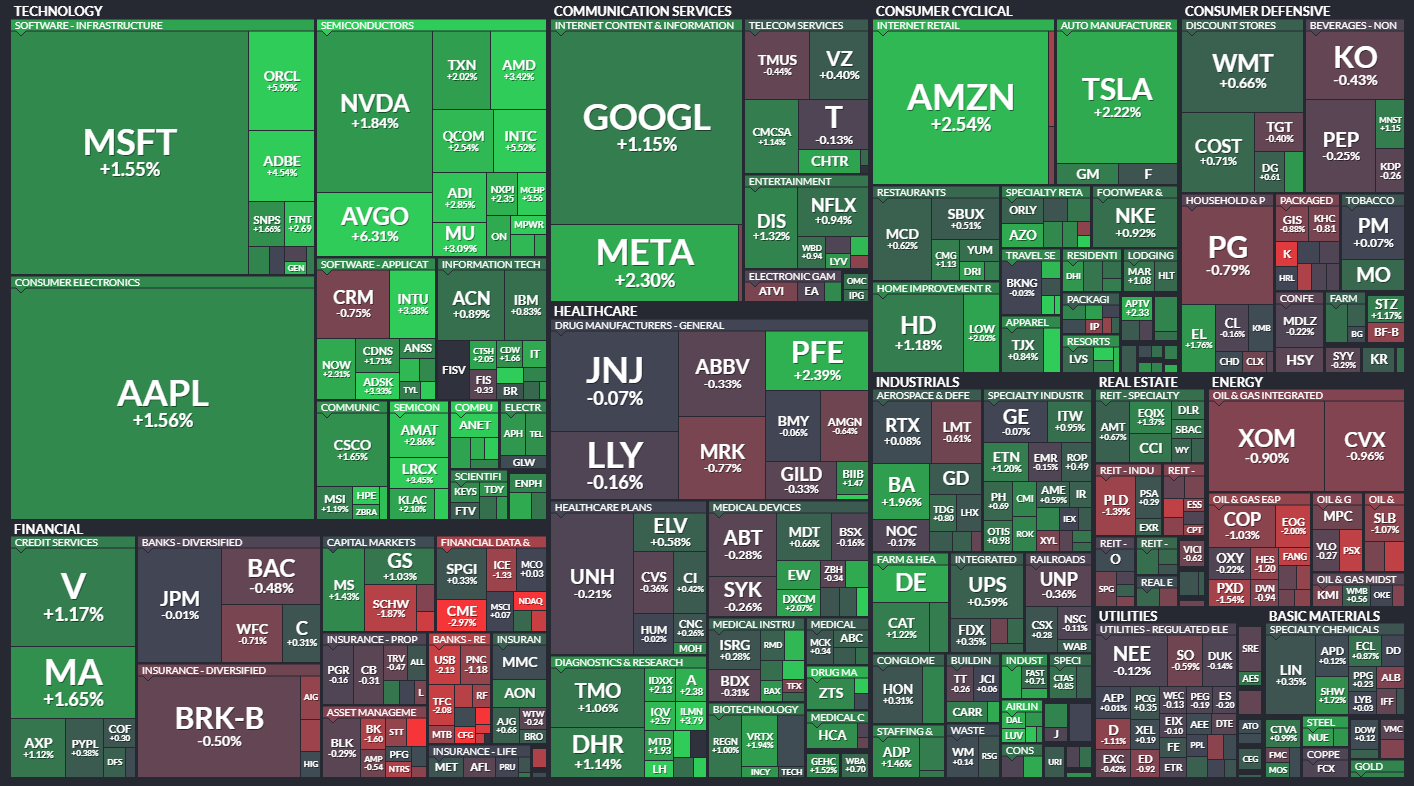 TECHNOLOGY
SOFTWARE - INFRASTRUCTURE
MSFT
+1.55%
ORCL
+5.99%
ADBE
+4.54%
SNPS
+1.66%
FTNT
+2.69
GEN
SEMICONDUCTORS
NVDA
+1.84%
AVGO
+6.31%
TXN
+2.02%
AMD
+3.42%
QCOM
+2.54%
INTC
+5.52%
ADI
+2.85%
NXPI
+2.35
MCHP
+3.56
MU
+3.09%
ON
MPWR
CONSUMER ELECTRONICS
AAPL
+1.56%
SOFTWARE - APPLICAT
CRM
-0.75%
INTU
+3.38%
NOW
+2.31%
CDNS
+1.71%
ANSS
ADSK
+3.33%
TYL
INFORMATION TECH
ACN
+0.89%
IBM
+0.83%
FISV
CTSH
+2.05
CDW
+1.66
IT
FIS
-0.33
BR
COMMUNIC
CSCO
+1.65%
MSI
+1.19%
HPE
ZBRA
SEMICON
AMAT
+2.86%
LRCX
+3.45%
KLAC
+2.10%
COMPU
ANET
ELECTR
APH
TEL
GLW
SCIENTIFI
KEYS
TDY
FTV
ENPH
COMMUNICATION SERVICES
INTERNET CONTENT & INFORMATION
GOOGL
+1.15%
META
+2.30%
TELECOM SERVICES
TMUS
-0.44%
VZ
+0.40%
CMCSA
+1.14%
T
-0.13%
CHTR
ENTERTAINMENT
DIS
+1.32%
NFLX
+0.94%
WBD
+0.94
LYV
ELECTRONIC GAM
ATVI
EA
OMC
IPG
CONSUMER CYCLICAL
INTERNET RETAIL
AMZN
+2.54%
AUTO MANUFACTURER
TSLA
+2.22%
GM
F
RESTAURANTS
MCD
+0.62%
SBUX
+0.51%
CMG
+1.13
YUM
DRI
SPECIALTY RETA
ORLY
AZO
FOOTWEAR &
NKE
+0.92%
TRAVEL SE
BKNG
-0.03%
RESIDENTI
DHI
LODGING
MAR
+1.08
HLT
HOME IMPROVEMENT R
HD
+1.18%
LOW
+2.03%
PACKAGI
IP
APTV
+2.33
APPAREL
TJX
+0.84%
RESORTS
LVS
CONSUMER DEFENSIVE
DISCOUNT STORES
WMT
+0.66%
COST
+0.71%
TGT
-0.40%
DG
+0.61
BEVERAGES - NON
KO
-0.43%
PEP
-0.25%
MNST
+1.15
KDP
-0.26
HOUSEHOLD & P
PG
-0.79%
EL
+1.76%
CL
-0.16%
KMB
CHD
CLX
PACKAGED
GIS
-0.88%
KHC
-0.81
K
HRL
TOBACCO
PM
+0.07%
MO
CONFE
MDLZ
-0.22%
HSY
FARM
BG
STZ
+1.17%
BF-B
SYY
-0.29%
KR
HEALTHCARE
DRUG MANUFACTURERS - GENERAL
JNJ
-0.07%
LLY
-0.16%
ABBV
-0.33%
MRK
-0.77%
PFE
+2.39%
BMY
-0.06%
AMGN
-0.64%
GILD
-0.33%
BIIB
+1.47
HEALTHCARE PLANS
UNH
-0.21%
ELV
+0.58%
CVS
-0.36%
CI
+0.42%
HUM
-0.02%
CNC
+0.26%
MOH
MEDICAL DEVICES
ABT
-0.28%
SYK
-0.26%
MDT
+0.66%
BSX
-0.16%
EW
ZBH
-0.34
DXCM
+2.07%
DIAGNOSTICS & RESEARCH
TMO
+1.06%
DHR
+1.14%
IDXX
+2.13
A
+2.38
IQV
+2.57
ILMN
+3.79
MTD
+1.93
LH
MEDICAL INSTRU
ISRG
+0.28%
RMD
BDX
-0.31%
BAX
TFX
MEDICAL
MCK
+0.34
ABC
DRUG MA
ZTS
BIOTECHNOLOGY
REGN
+1.00%
VRTX
+1.94%
INCY
TECH
MEDICAL C
HCA
GEHC
+1.52%
WBA
+0.70
INDUSTRIALS
AEROSPACE & DEFE
RTX
+0.08%
LMT
-0.61%
BA
+1.96%
GD
TDG
+0.80
LHX
NOC
-0.17%
SPECIALTY INDUSTR
GE
-0.07%
ITW
+0.95%
ETN
+1.20%
EMR
-0.15%
ROP
+0.49
PH
+0.69
CMI
AME
+0.59%
IR
OTIS
+0.98
ROK
XYL
IEX
FARM & HEA
DE
CAT
+1.22%
INTEGRATED
UPS
+0.59%
FDX
+0.35%
RAILROADS
UNP
-0.36%
CSX
+0.28
NSC
-0.11%
WAB
CONGLOME
HON
+0.31%
BUILDIN
TT
-0.26
JCI
+0.06
CARR
INDUST
FAST
+0.71
SPECI
CTAS
+0.85
AIRLIN
DAL
LUV
J
STAFFING &
ADP
+1.46%
WASTE
WM
+0.14
RSG
CONS
URI
REAL ESTATE
REIT - SPECIALTY
AMT
+0.67%
EQIX
+1.37%
DLR
SBAC
CCI
WY
REIT - INDU
PLD
-1.39%
PSA
+0.29
EXR
REIT -
ESS
CPT
REIT -
O
SPG
REIT -
VICI
-0.62
REAL E
ENERGY
OIL & GAS INTEGRATED
XOM
-0.90%
CVX
-0.96%
OIL & GAS E&P
COP
-1.03%
EOG
-2.00%
OXY
-0.22%
HES
-1.20
FANG
PXD
-1.54%
DVN
-0.94
OIL & G
MPC
VLO
-0.27
PSX
OIL &
SLB
-1.07%
OIL & GAS MIDST
KMI
WMB
+0.56
OKE
FINANCIAL
CREDIT SERVICES
V
+1.17%
MA
+1.65%
AXP
+1.12%
PYPL
+0.38%
COF
+0.30
DFS
BANKS - DIVERSIFIED
JPM
-0.01%
BAC
-0.48%
WFC
-0.71%
C
+0.31%
INSURANCE - DIVERSIFIED
BRK-B
-0.50%
AIG
HIG
CAPITAL MARKETS
MS
+1.43%
GS
+1.03%
SCHW
-1.87%
FINANCIAL DATA &
SPGI
+0.33%
ICE
-1.33
MCO
+0.03
CME
-2.97%
MSCI
+0.07
NDAQ
INSURANCE - PROP
PGR
-0.16
CB
-0.31
TRV
-0.47
ALL
L
BANKS - RE
USB
-2.13
PNC
-1.18
TFC
-2.08
RF
MTB
CFG
INSURAN
MMC
AON
AJG
+0.66
WTW
-0.24
BRO
ASSET MANAGEME
BLK
-0.29%
BK
-1.60
STT
AMP
-0.54
PFG
NTRS
INSURANCE - LIFE
MET
AFL
PRU
UTILITIES
UTILITIES - REGULATED ELE
NEE
-0.12%
SO
-0.59%
DUK
-0.14%
SRE
AES
AEP
+0.01%
PCG
+0.35
WEC
-0.13
PEG
-0.19
ES
-0.20
D
-1.11%
XEL
+0.19
EIX
-0.10
AEE
DTE
ATO
EXC
-0.42%
ED
-0.92
FE
PPL
ETR
CEG
BASIC MATERIALS
SPECIALTY CHEMICALS
LIN
+0.35%
APD
+0.12%
ECL
+0.87%
DD
SHW
+1.72%
PPG
+0.23
ALB
LYB
+0.03
IFF
CTVA
+0.99%
STEEL
NUE
DOW
+0.12
VMC
FMC
MOS
COPPE
FCX
GOLD